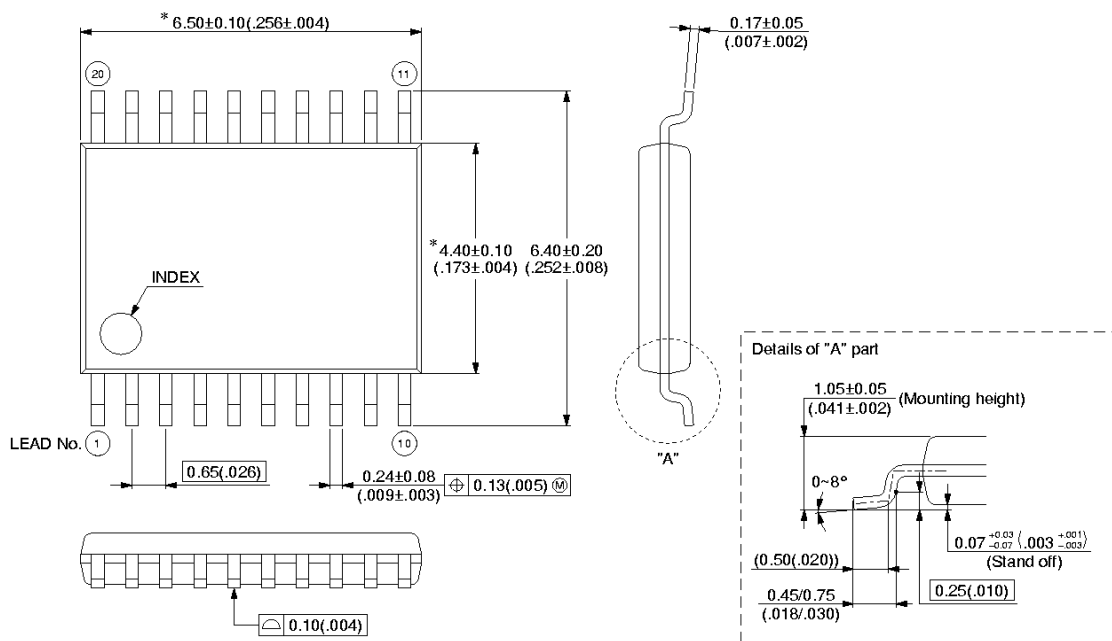 * 6.50±0.10(.256±.004)
0.17±0.05
(.007±.002)
20
11
* 4.40±0.10
(.173±.004)
6.40±0.20
(.252±.008)
INDEX
LEAD No.
1
10
0.65(.026)
0.24±0.08
(.009±.003)
⌖ 0.13(.005) Ⓜ
"A"
0.10(.004)
Details of "A" part
1.05±0.05
(.041±.002)
(Mounting height)
0~8°
0.07 +0.03 -0.07 (.003 +.001 -.003)
(Stand off)
(0.50(.020))
0.25(.010)
0.45/0.75
(.018/.030)